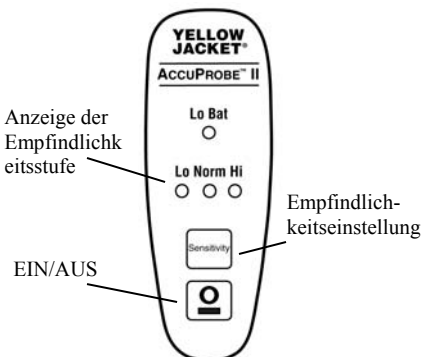 YELLOW
JACKET®
ACCUPROBE™ II
Lo Bat
Anzeige der
Empfindlichk
eitsstufe
Lo Norm Hi
Empfindlich-
keitseinstellung
Sensitivity
EIN/AUS